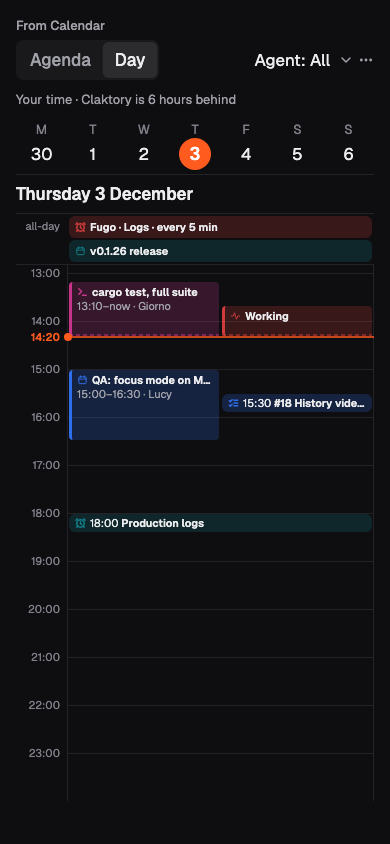 From Calendar
Agenda Day Agent: All
Your time · Claktory is 6 hours behind
M T W T F S S
30 1 2 3 4 5 6
Thursday 3 December
all-day
Fugo · Logs · every 5 min
v0.1.26 release
13:00
cargo test, full suite
13:10–now · Giorno
Working
14:00
14:20
15:00
QA: focus mode on M...
15:00–16:30 · Lucy
15:30 #18 History vide...
16:00
17:00
18:00
18:00 Production logs
19:00
20:00
21:00
22:00
23:00